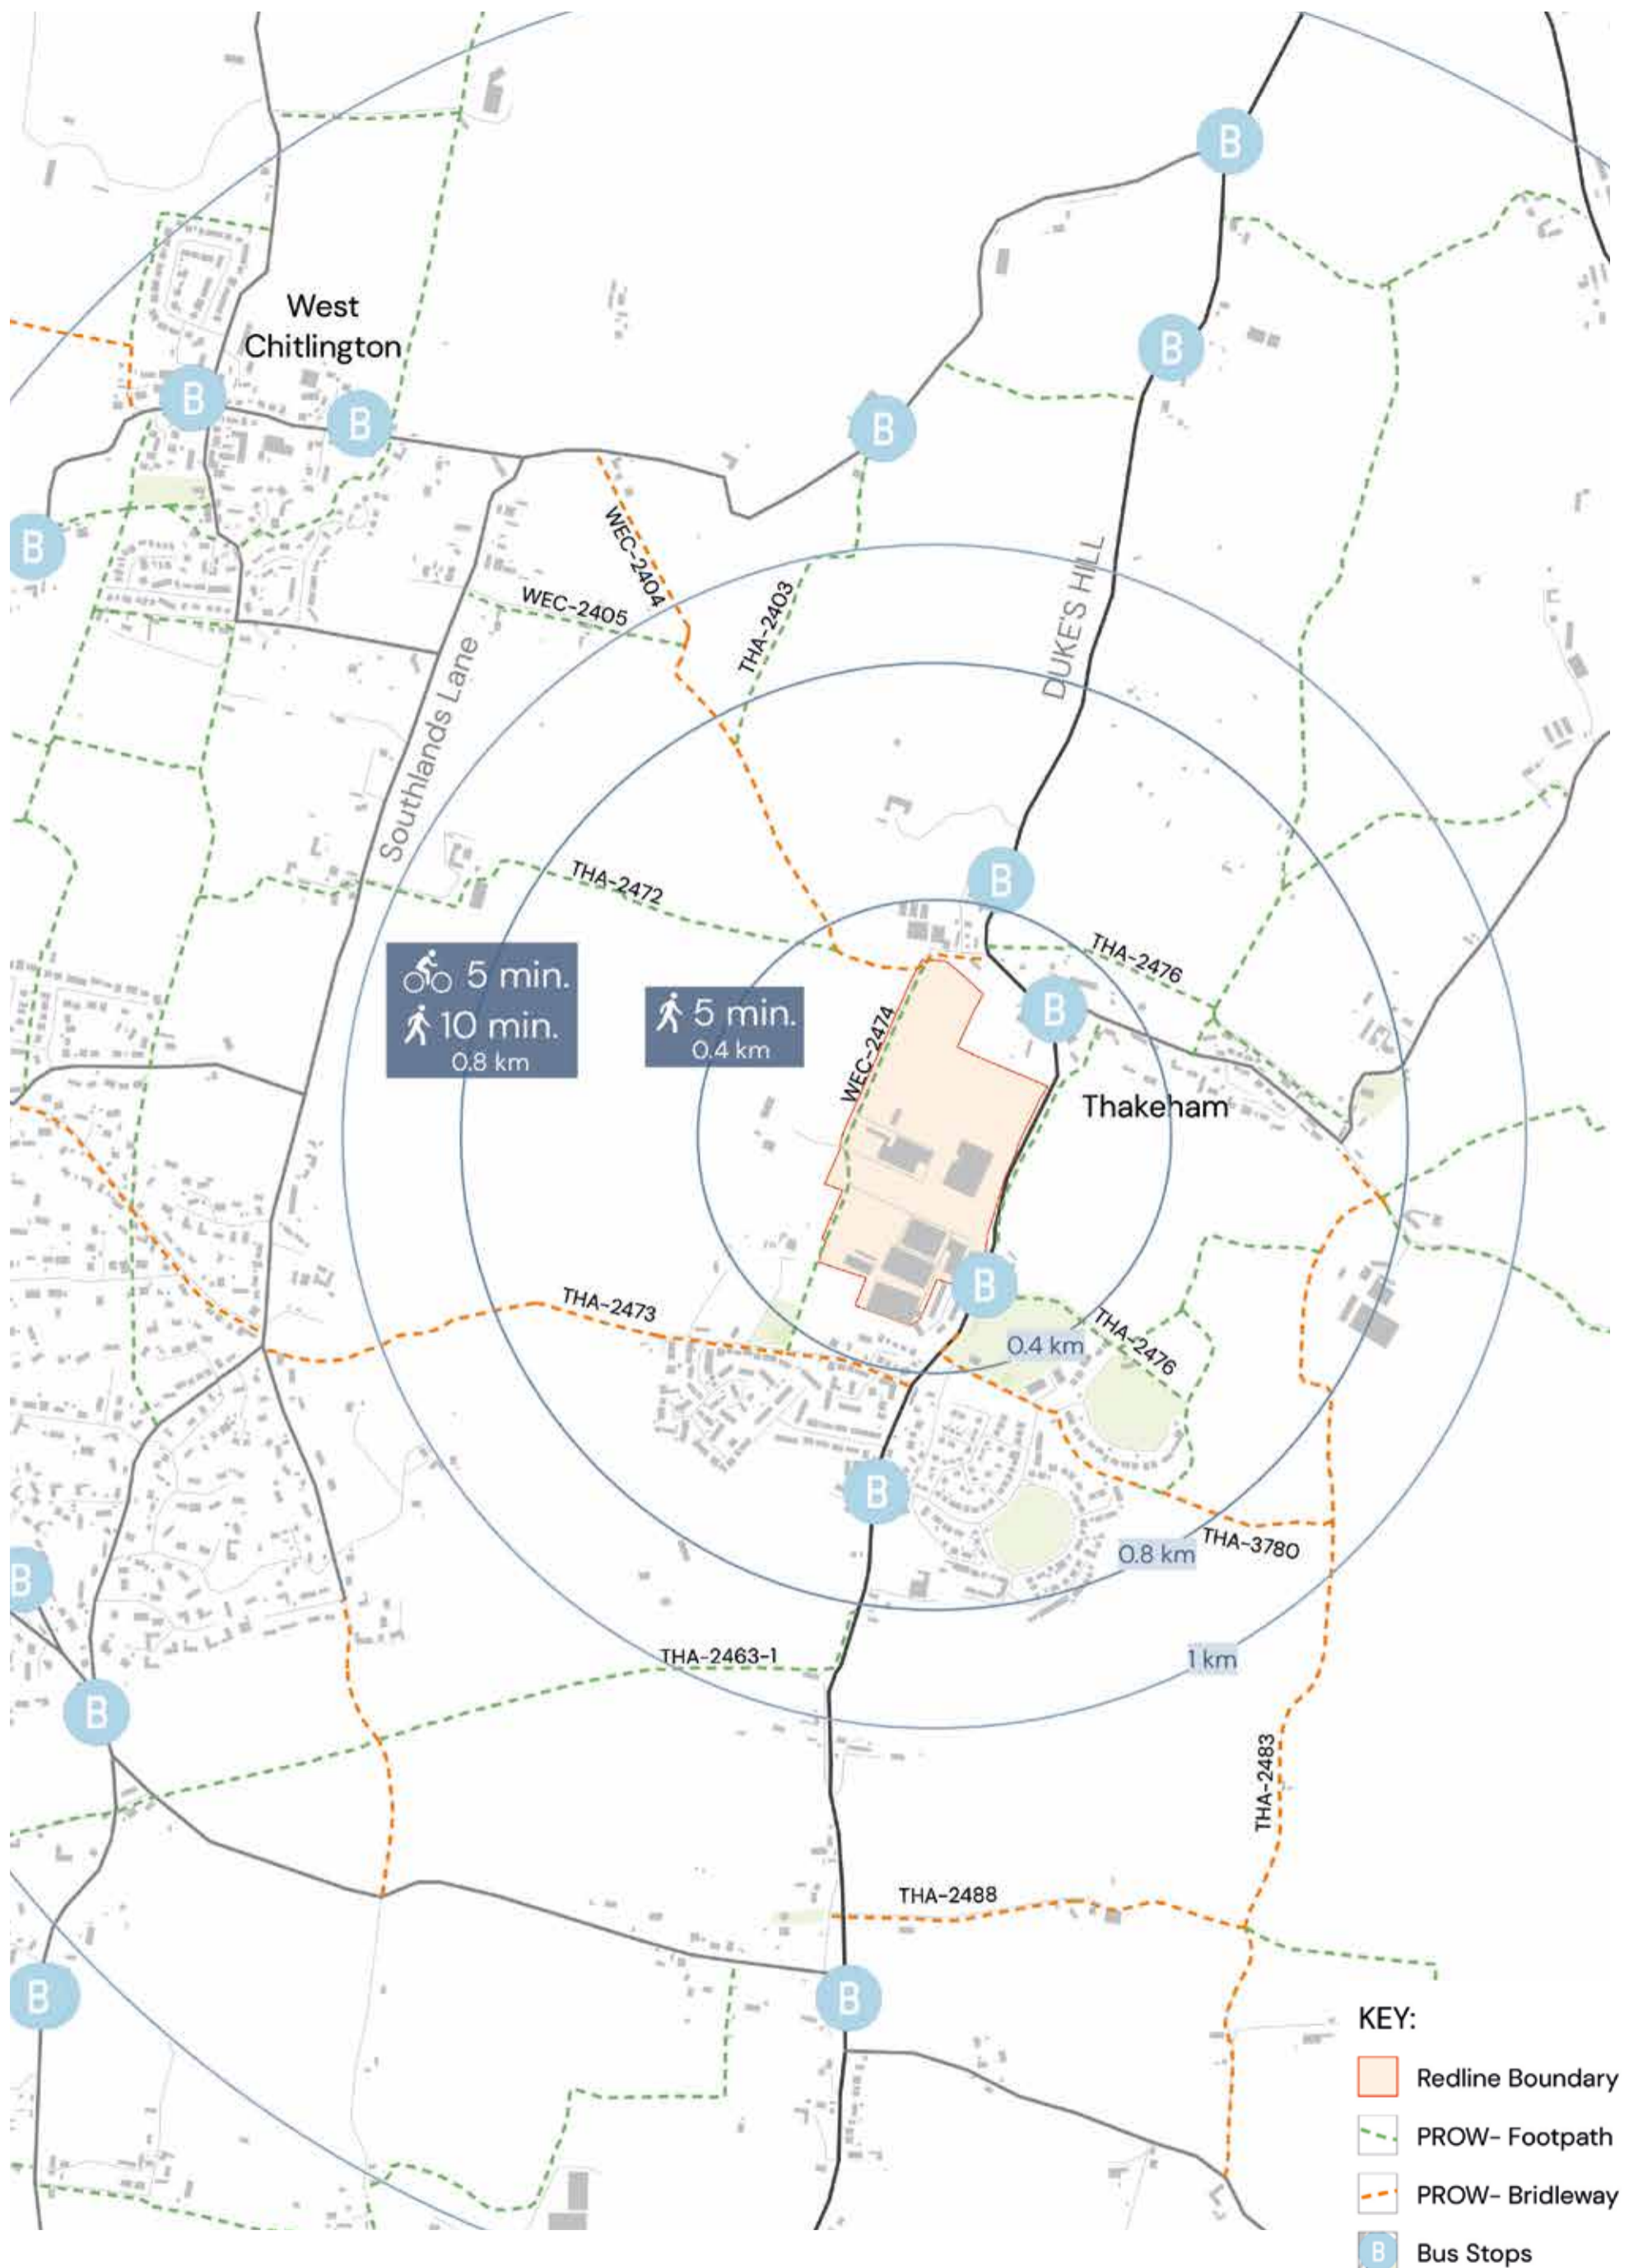 B
West
Chitlington
B
B
B
B
B
WEC-2404
WEC-2405
THA-2403
DUKE'S HILL
Southlands Lane
B
THA-2472
THA-2476
5 min.
10 min.
0.8 km
5 min.
0.4 km
B
WEC-2474
Thakeham
B
THA-2473
0.4 km
THA-2476
B
0.8 km
THA-3780
B
THA-2463-1
1 km
B
THA-2483
THA-2488
B
B
KEY:
Redline Boundary
PROW- Footpath
PROW- Bridleway
B Bus Stops